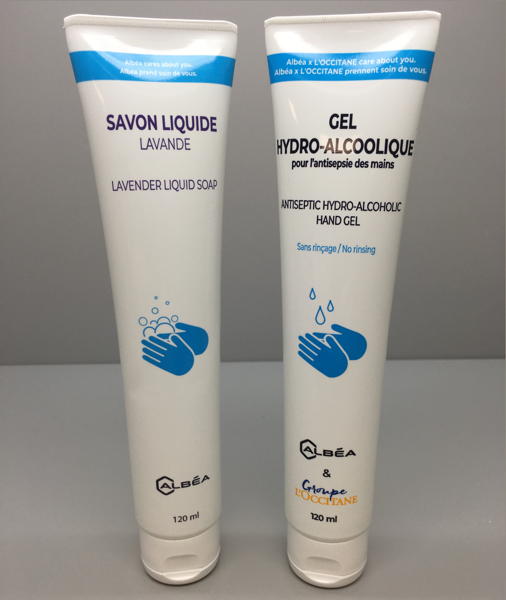 Albéa cares about you.
Albéa prend soin de vous.
SAVON LIQUIDE
LAVANDE
LAVENDER LIQUID SOAP
ALBÉA
120 ml
Albéa x L'OCCITANE care about you.
Albéa x L'OCCITANE prennent soin de vous.
GEL
HYDRO-ALCOOLIQUE
pour l'antisepsie des mains
ANTISEPTIC HYDRO-ALCOHOLIC
HAND GEL
Sans rinçage / No rinsing
ALBÉA
&
Groupe
L'OCCITANE
120 ml